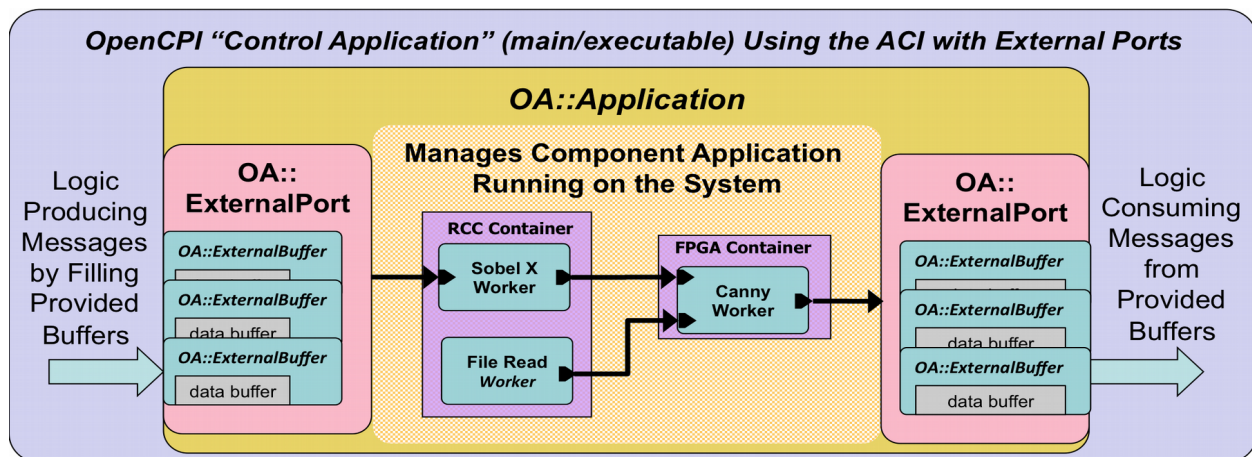 OpenCPI “Control Application” (main/executable) Using the ACI with External Ports
OA::Application
Logic
Producing
Messages
by Filling
Provided
Buffers
OA::
ExternalPort
OA::ExternalBuffer
OA::ExternalBuffer
data buffer
OA::ExternalBuffer
data buffer
Manages Component Application
Running on the System
RCC Container
Sobel X
Worker
File Read
Worker
FPGA Container
Canny
Worker
OA::
ExternalPort
OA::ExternalBuffer
OA::ExternalBuffer
data buffer
OA::ExternalBuffer
data buffer
Logic
Consuming
Messages
from
Provided
Buffers